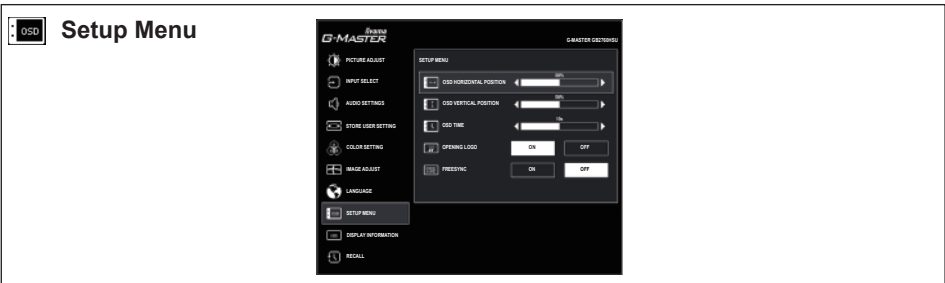 OSD Setup Menu
iiyama
G-MASTER
G-MASTER GB2760HSU
PICTURE ADJUST
INPUT SELECT
AUDIO SETTINGS
STORE USER SETTING
COLOR SETTING
IMAGE ADJUST
LANGUAGE
SETUP MENU
DISPLAY INFORMATION
RECALL
SETUP MENU
OSD HORIZONTAL POSITION
OSD VERTICAL POSITION
OSD TIME
OPENING LOGO ON OFF
FREESYNC ON OFF